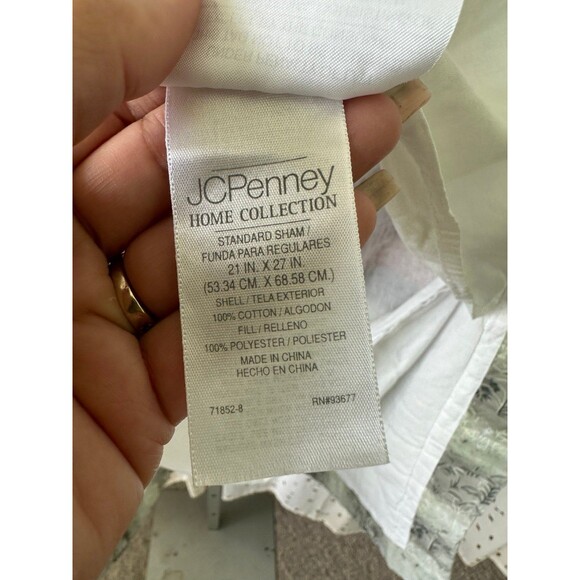 JCPenney
HOME COLLECTION
STANDARD SHAM /
FUNDA PARA REGULARES
21 IN. X 27 IN.
(53.34 CM. X 68.58 CM.)
SHELL / TELA EXTERIOR
100% COTTON / ALGODON
FILL / RELLENO
100% POLYESTER / POLIESTER
MADE IN CHINA
HECHO EN CHINA
71852-8 RN#93677